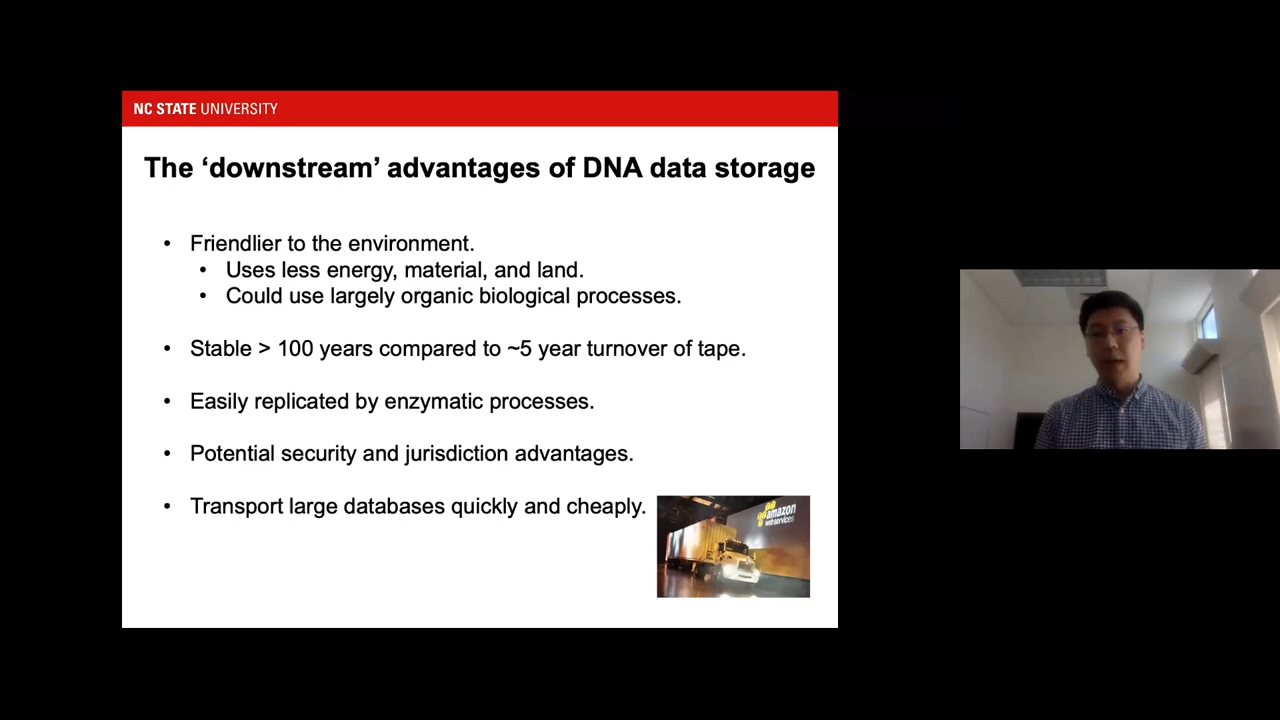 NC STATE UNIVERSITY
The ‘downstream’ advantages of DNA data storage
• Friendlier to the environment.
• Uses less energy, material, and land.
• Could use largely organic biological processes.
• Stable > 100 years compared to ~5 year turnover of tape.
• Easily replicated by enzymatic processes.
• Potential security and jurisdiction advantages.
• Transport large databases quickly and cheaply.
amazon
web services